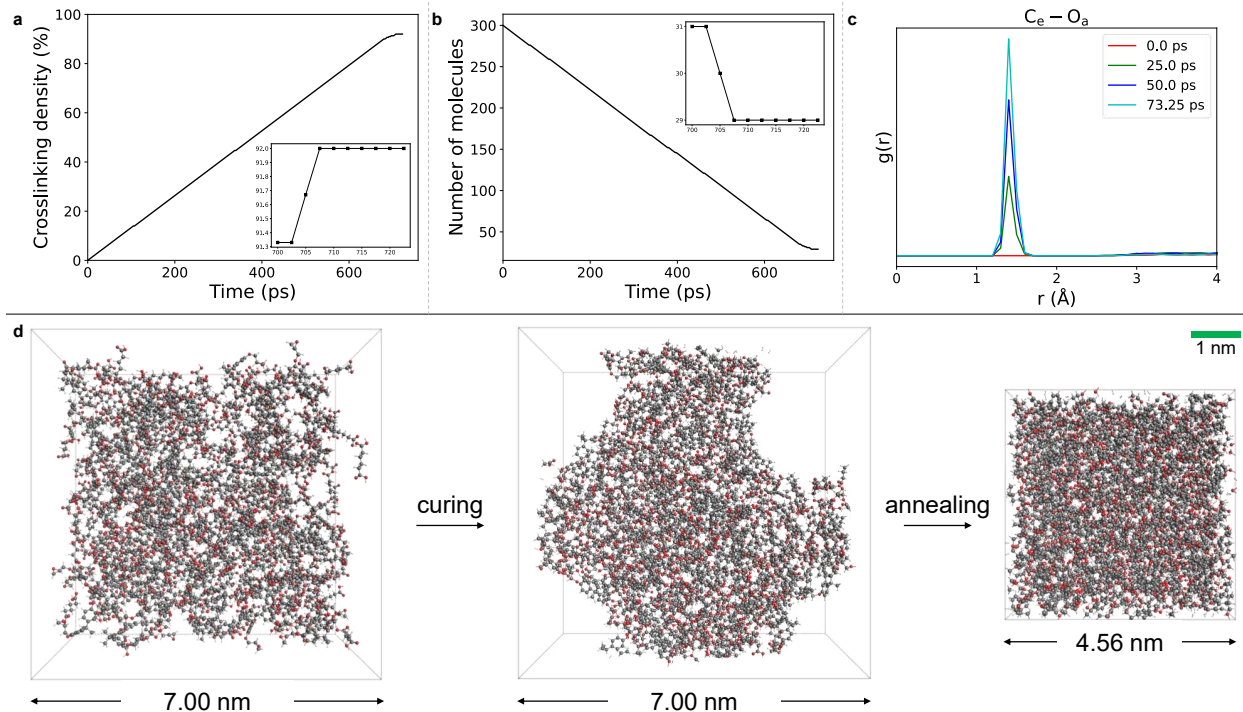 a
Crosslinking density (%)
100
80
60
40
20
0
0 200 400 600
Time (ps)
92.0
91.9
91.8
91.7
91.6
91.5
91.4
91.3
700 705 710 715 720
b
Number of molecules
300
250
200
150
100
50
0 200 400 600
Time (ps)
31
30
29
700 705 710 715 720
c
Cₑ − Oₐ
g(r)
0.0 ps
25.0 ps
50.0 ps
73.25 ps
0 1 2 3 4
r (Å)
d
1 nm
curing
annealing
7.00 nm
7.00 nm
4.56 nm